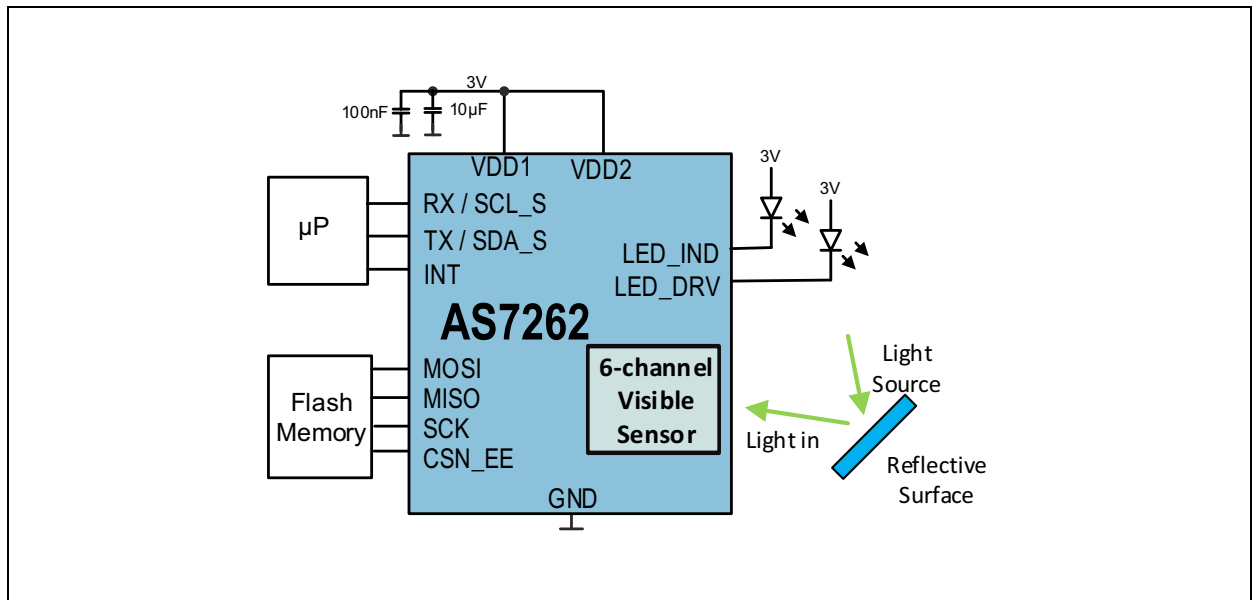 3V
100nF
10µF
VDD1
VDD2
3V
3V
µP
RX / SCL_S
TX / SDA_S
INT
LED_IND
LED_DRV
AS7262
Flash
Memory
MOSI
MISO
SCK
CSN_EE
6-channel
Visible
Sensor
Light
Source
Light in
Reflective
Surface
GND